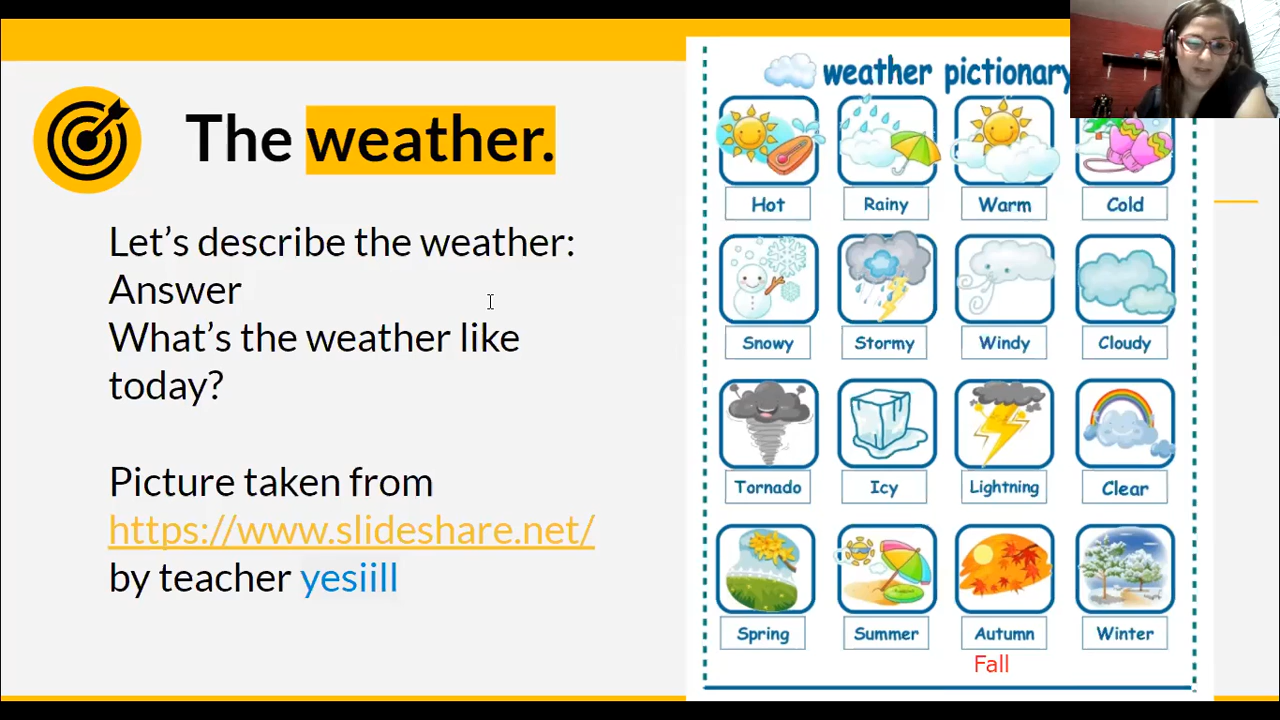 The weather.
Let's describe the weather:
Answer
What's the weather like
today?
Picture taken from
https://www.slideshare.net/
by teacher yesiill
weather pictionary
Hot Rainy Warm Cold
Snowy Stormy Windy Cloudy
Tornado Icy Lightning Clear
Spring Summer Autumn Winter
Fall